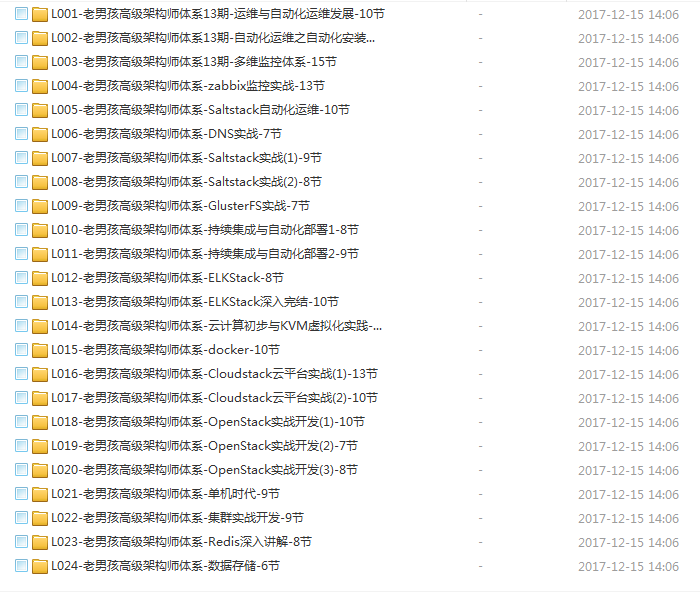 L001-老男孩高级架构师体系13期-运维与自动化运维发展-10节 - 2017-12-15 14:06
L002-老男孩高级架构师体系13期-自动化运维之自动化安装... - 2017-12-15 14:06
L003-老男孩高级架构师体系13期-多维监控体系-15节 - 2017-12-15 14:06
L004-老男孩高级架构师体系-zabbix监控实战-13节 - 2017-12-15 14:06
L005-老男孩高级架构师体系-Saltstack自动化运维-10节 - 2017-12-15 14:06
L006-老男孩高级架构师体系-DNS实战-7节 - 2017-12-15 14:06
L007-老男孩高级架构师体系-Saltstack实战(1)-9节 - 2017-12-15 14:06
L008-老男孩高级架构师体系-Saltstack实战(2)-8节 - 2017-12-15 14:06
L009-老男孩高级架构师体系-GlusterFS实战-7节 - 2017-12-15 14:06
L010-老男孩高级架构师体系-持续集成与自动化部署1-8节 - 2017-12-15 14:06
L011-老男孩高级架构师体系-持续集成与自动化部署2-9节 - 2017-12-15 14:06
L012-老男孩高级架构师体系-ELKStack-8节 - 2017-12-15 14:06
L013-老男孩高级架构师体系-ELKStack深入完结-10节 - 2017-12-15 14:06
L014-老男孩高级架构师体系-云计算初步与KVM虚拟化实践-... - 2017-12-15 14:06
L015-老男孩高级架构师体系-docker-10节 - 2017-12-15 14:06
L016-老男孩高级架构师体系-Cloudstack云平台实战(1)-13节 - 2017-12-15 14:06
L017-老男孩高级架构师体系-Cloudstack云平台实战(2)-10节 - 2017-12-15 14:06
L018-老男孩高级架构师体系-OpenStack实战开发(1)-10节 - 2017-12-15 14:06
L019-老男孩高级架构师体系-OpenStack实战开发(2)-7节 - 2017-12-15 14:06
L020-老男孩高级架构师体系-OpenStack实战开发(3)-8节 - 2017-12-15 14:06
L021-老男孩高级架构师体系-单机时代-9节 - 2017-12-15 14:06
L022-老男孩高级架构师体系-集群实战开发-9节 - 2017-12-15 14:06
L023-老男孩高级架构师体系-Redis深入讲解-8节 - 2017-12-15 14:06
L024-老男孩高级架构师体系-数据存储-6节 - 2017-12-15 14:06